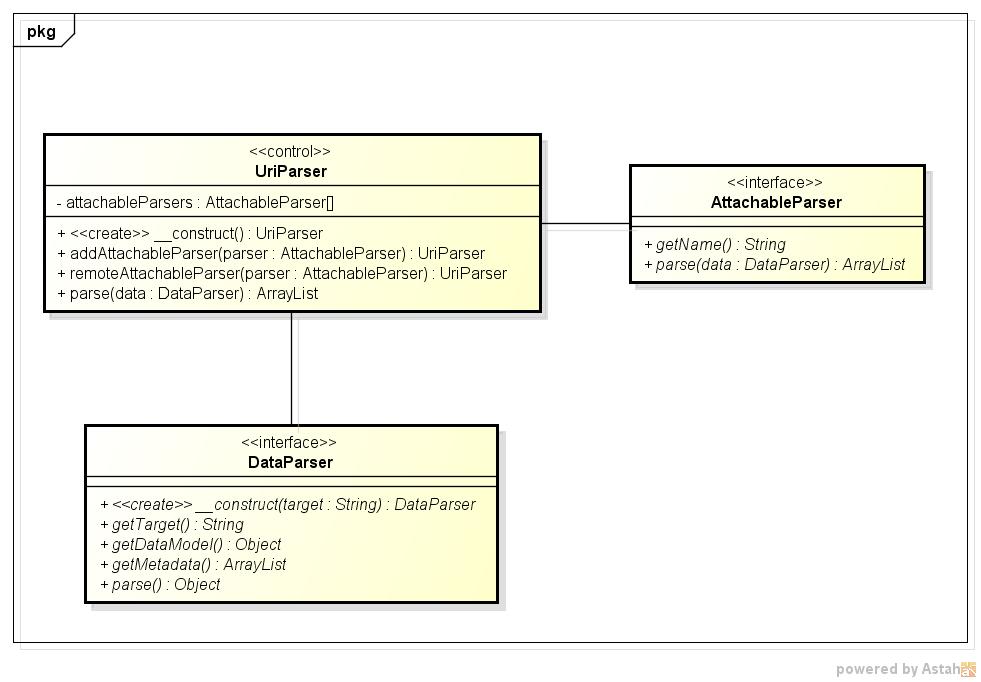 pkg
<<control>>
UriParser
- attachableParsers : AttachableParser[]
+ <<create>> __construct() : UriParser
+ addAttachableParser(parser : AttachableParser) : UriParser
+ remoteAttachableParser(parser : AttachableParser) : UriParser
+ parse(data : DataParser) : ArrayList
<<interface>>
AttachableParser
+ getName() : String
+ parse(data : DataParser) : ArrayList
<<interface>>
DataParser
+ <<create>> __construct(target : String) : DataParser
+ getTarget() : String
+ getDataModel() : Object
+ getMetadata() : ArrayList
+ parse() : Object
powered by Astah